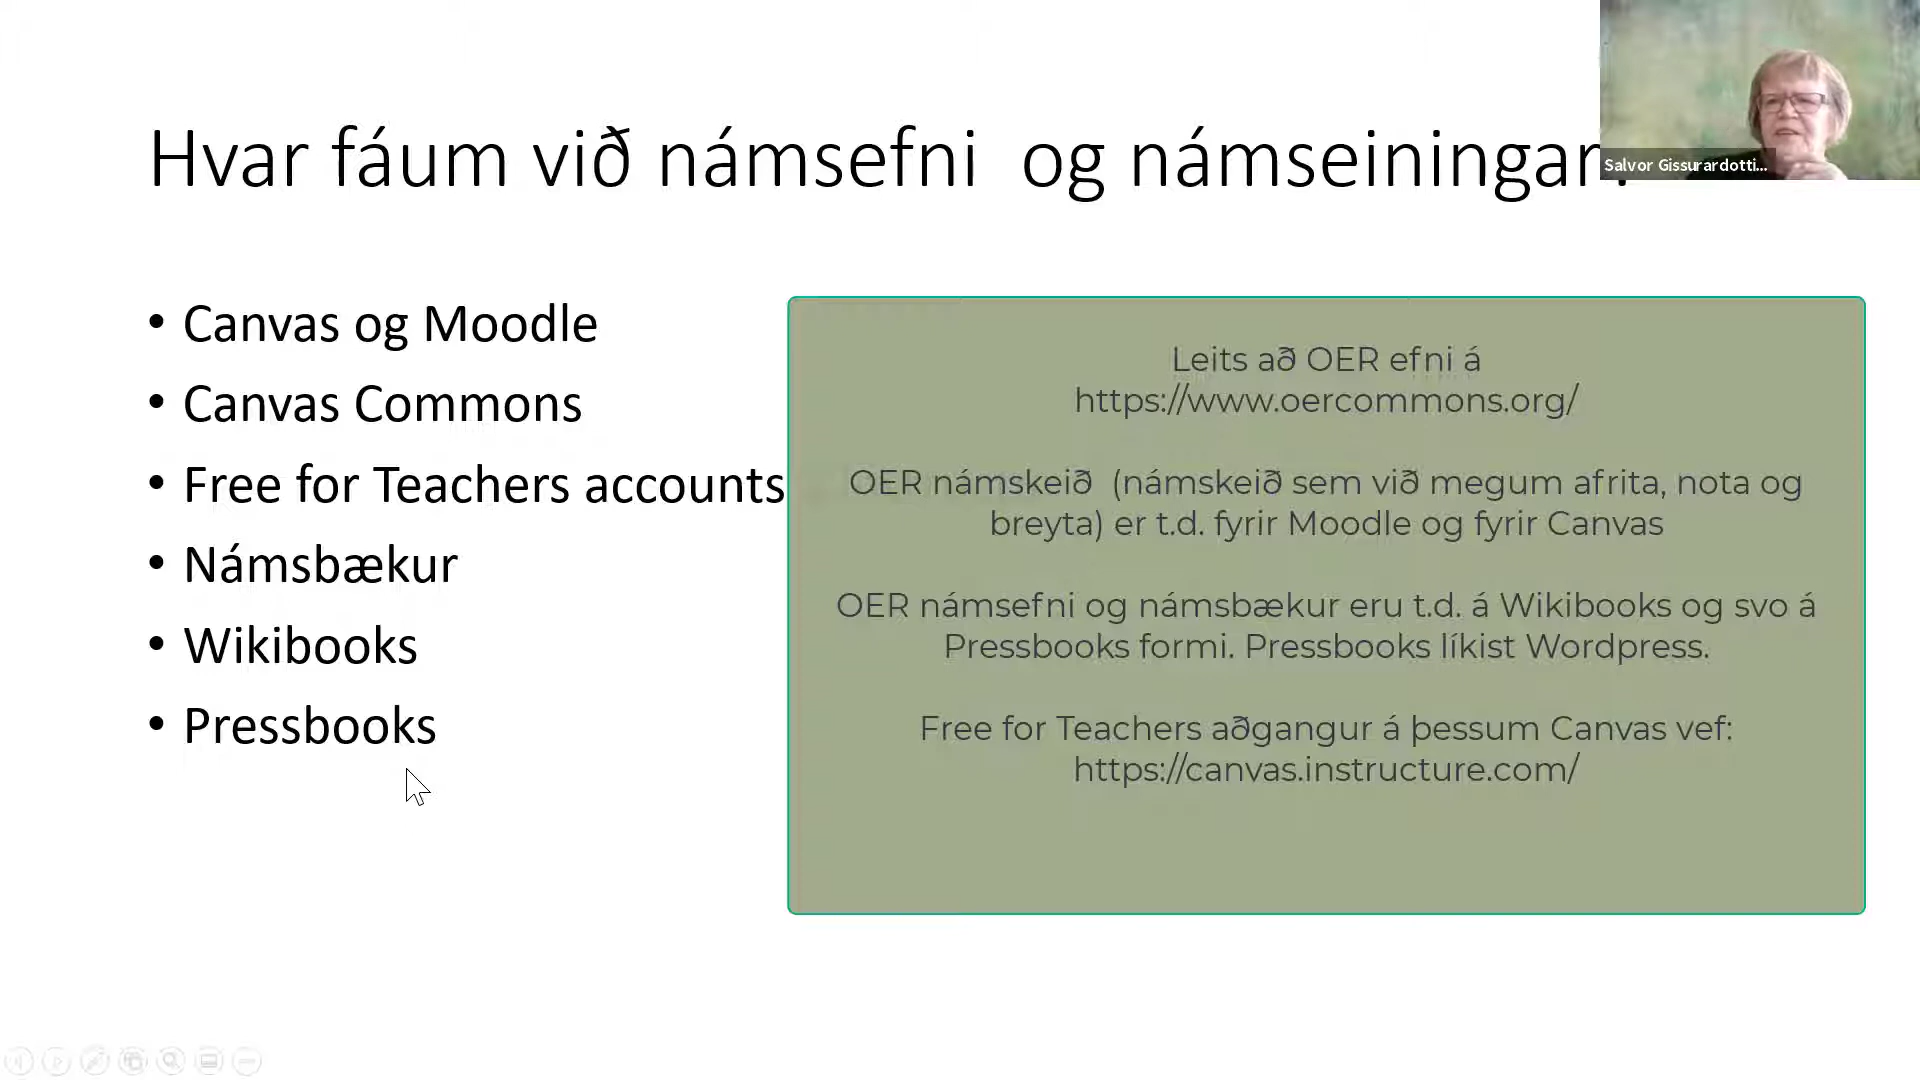 Hvar fáum við námsefni og námseiningar?
Salvor Gissurardotti...
• Canvas og Moodle
• Canvas Commons
• Free for Teachers accounts
• Námsbækur
• Wikibooks
• Pressbooks
Leits að OER efni á
https://www.oercommons.org/
OER námskeið (námskeið sem við megum afrita, nota og
breyta) er t.d. fyrir Moodle og fyrir Canvas
OER námsefni og námsbækur eru t.d. á Wikibooks og svo á
Pressbooks formi. Pressbooks líkist Wordpress.
Free for Teachers aðgangur á þessum Canvas vef:
https://canvas.instructure.com/